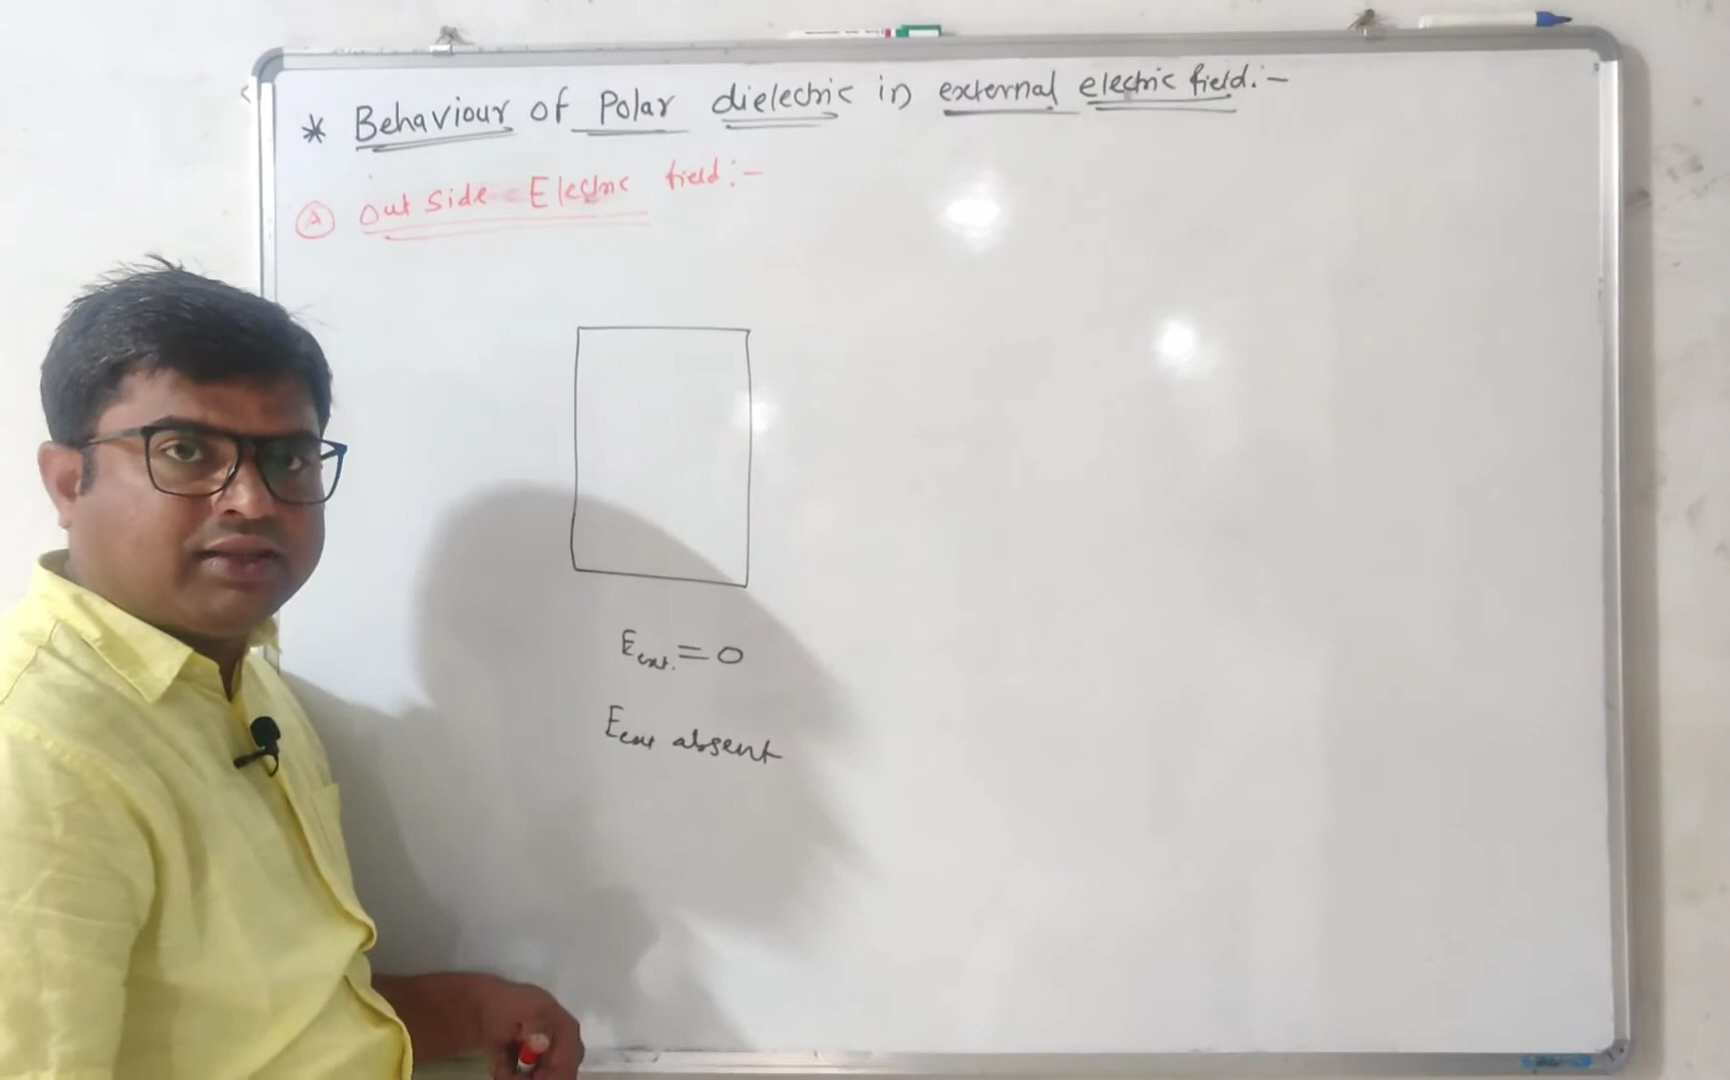 * Behaviour of Polar dielectric in external electric field:-
(A) Out Side Electric field:-
Eext. = 0
Eext absent